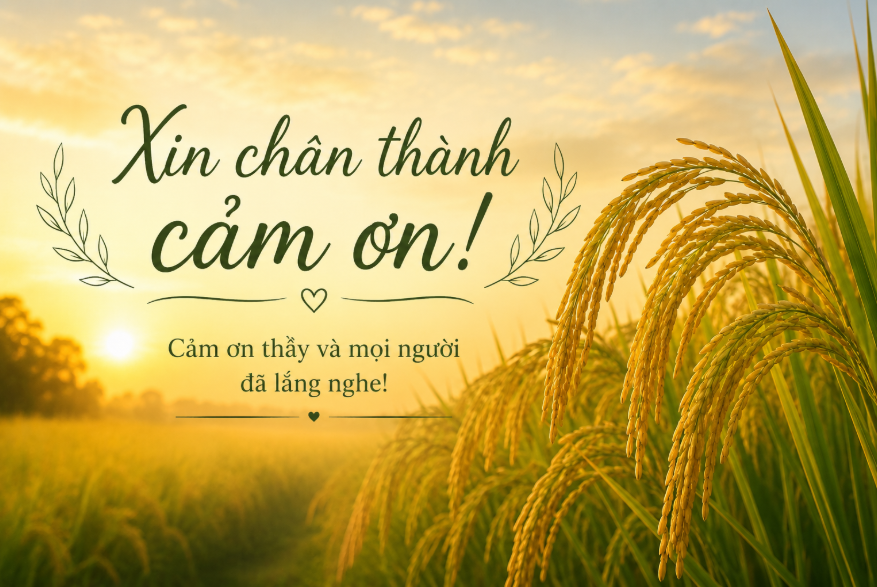 Xin chân thành
cảm ơn!
Cảm ơn thầy và mọi người
đã lắng nghe!